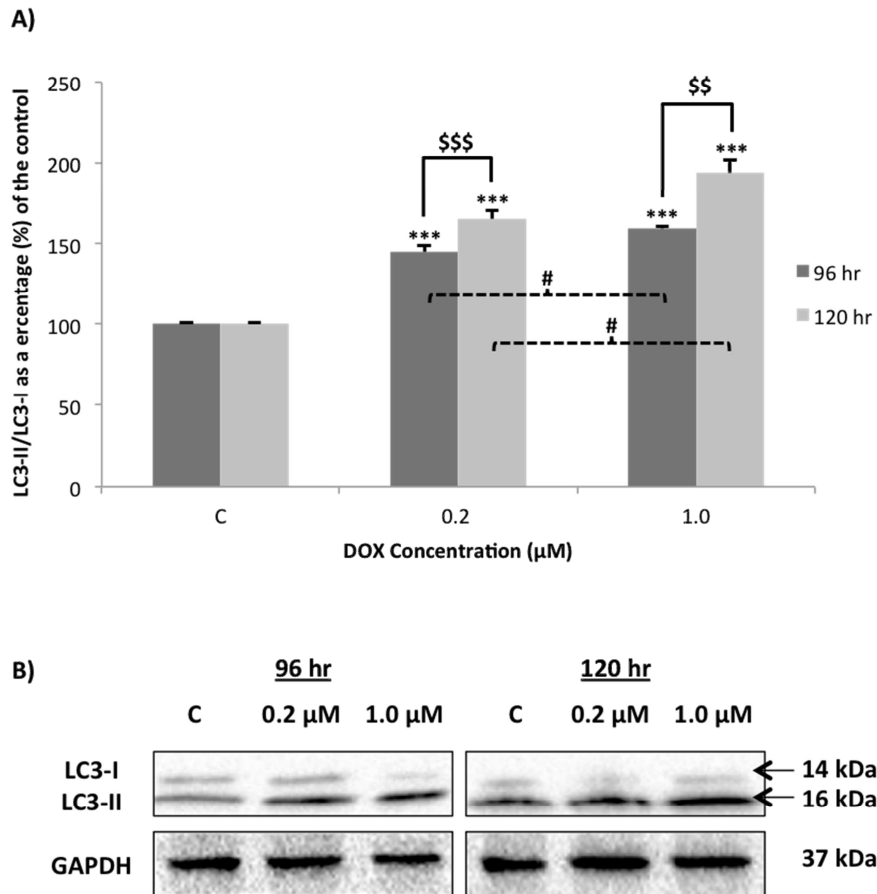 A)
LC3-II/LC3-I as a ercentage (%) of the control
250
200
150
100
50
0
$$$
$$
***
***
***
***
#
#
96 hr
120 hr
C
0.2
1.0
DOX Concentration (µM)
B)
96 hr
120 hr
C 0.2 µM 1.0 µM
C 0.2 µM 1.0 µM
LC3-I
LC3-II
GAPDH
14 kDa
16 kDa
37 kDa